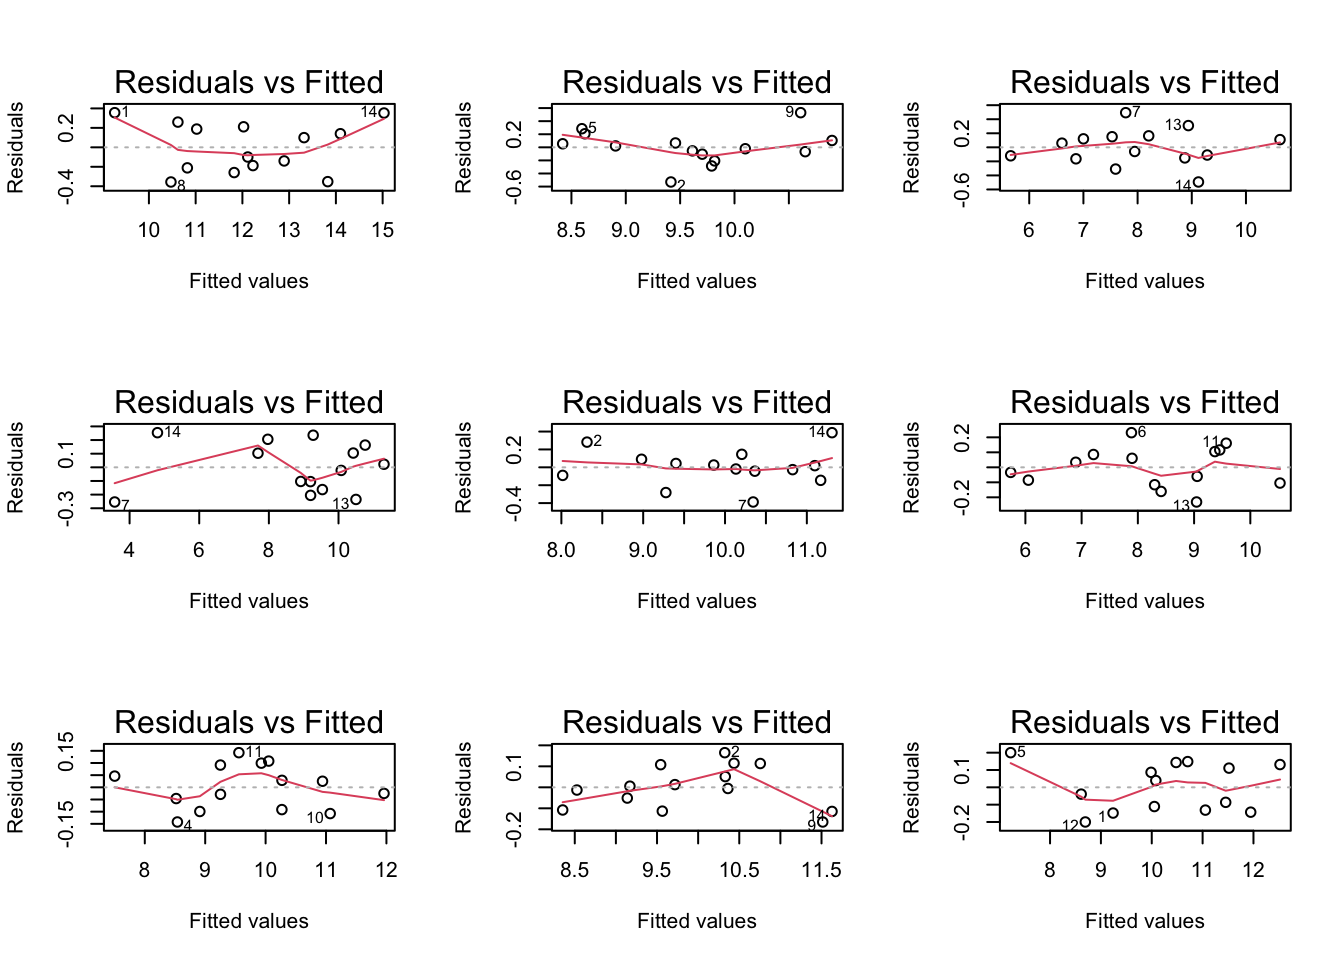 Residuals vs Fitted
Residuals
0.2
-0.4
1
8
14
10 11 12 13 14 15
Fitted values
Residuals vs Fitted
Residuals
0.2
-0.6
5
2
9
8.5 9.0 9.5 10.0
Fitted values
Residuals vs Fitted
Residuals
0.2
-0.6
7
13
14
6 7 8 9 10
Fitted values
Residuals vs Fitted
Residuals
0.1
-0.3
14
7
13
4 6 8 10
Fitted values
Residuals vs Fitted
Residuals
0.2
-0.4
2
14
7
8.0 9.0 10.0 11.0
Fitted values
Residuals vs Fitted
Residuals
0.2
-0.2
6
11
13
6 7 8 9 10
Fitted values
Residuals vs Fitted
Residuals
0.15
-0.15
11
4
10
8 9 10 11 12
Fitted values
Residuals vs Fitted
Residuals
0.1
-0.2
2
14
9
8.5 9.5 10.5 11.5
Fitted values
Residuals vs Fitted
Residuals
0.1
-0.2
5
12
1
8 9 10 11 12
Fitted values